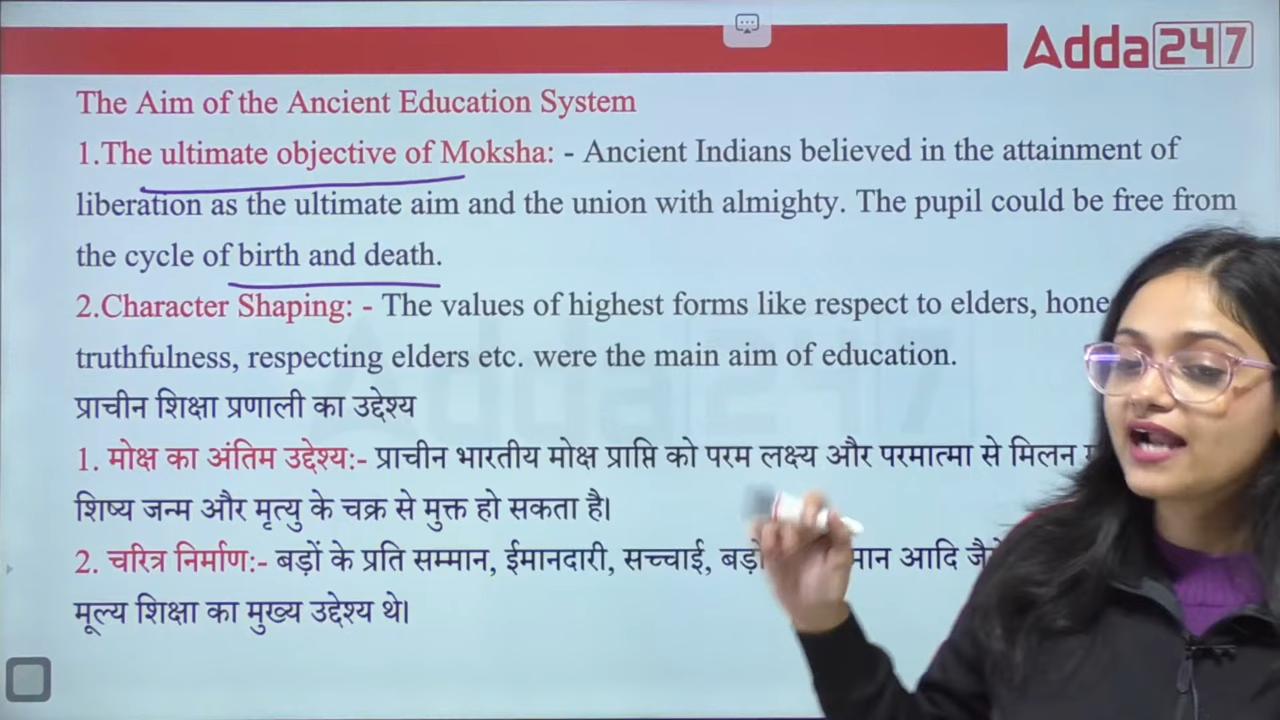 Adda247
The Aim of the Ancient Education System
1.The ultimate objective of Moksha: - Ancient Indians believed in the attainment of
liberation as the ultimate aim and the union with almighty. The pupil could be free from
the cycle of birth and death.
2.Character Shaping: - The values of highest forms like respect to elders,
truthfulness, respecting elders etc. were the main aim of education.
प्राचीन शिक्षा प्रणाली का उद्देश्य
1. मोक्ष का अंतिम उद्देश्य:- प्राचीन भारतीय मोक्ष प्राप्ति को परम लक्ष्य और परमात्मा से मिलन
शिष्य जन्म और मृत्यु के चक्र से मुक्त हो सकता है।
2. चरित्र निर्माण:- बड़ों के प्रति सम्मान, ईमानदारी, सच्चाई, आदि
मूल्य शिक्षा का मुख्य उद्देश्य थे।